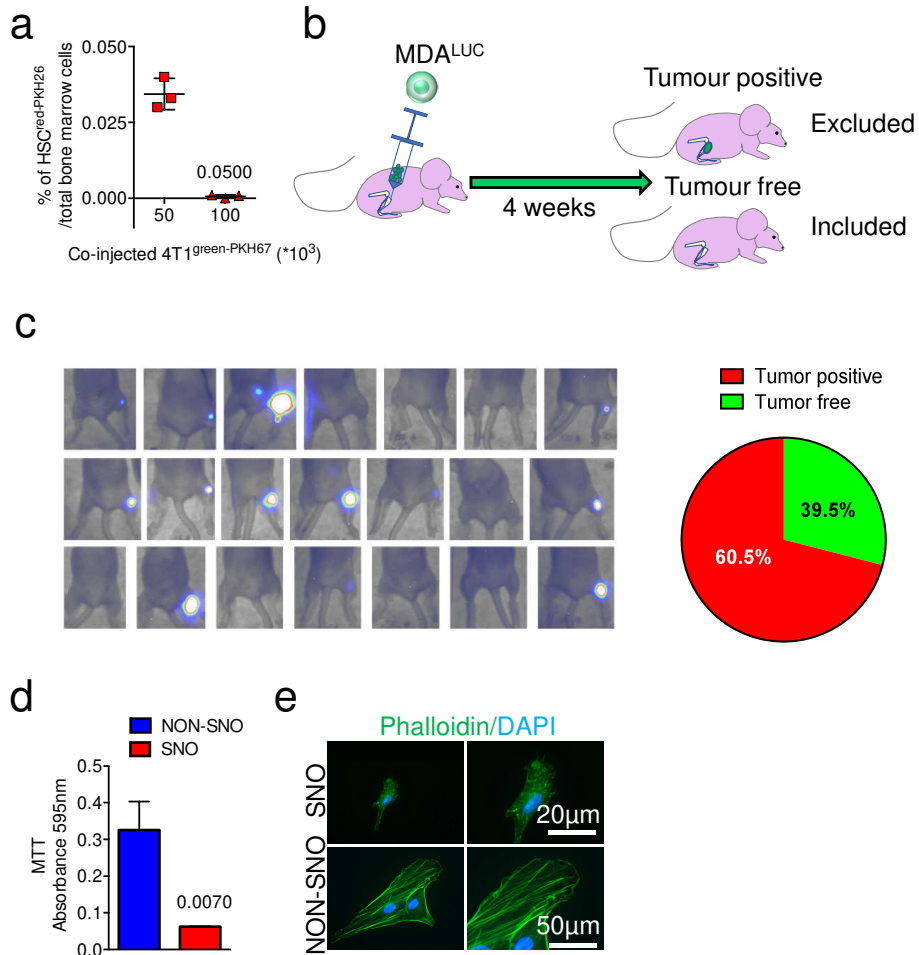 a
0.050
0.025
0.000
% of HSC^red-PKH26
/total bone marrow cells
0.0500
50
100
Co-injected 4T1^green-PKH67 (*10³)
b
MDA^LUC
4 weeks
Tumour positive
Excluded
Tumour free
Included
c
Tumor positive
Tumor free
39.5%
60.5%
d
NON-SNO
SNO
0.5
0.4
0.3
0.2
0.1
0.0
MTT
Absorbance 595nm
0.0070
e
Phalloidin/DAPI
SNO
20µm
NON-SNO
50µm